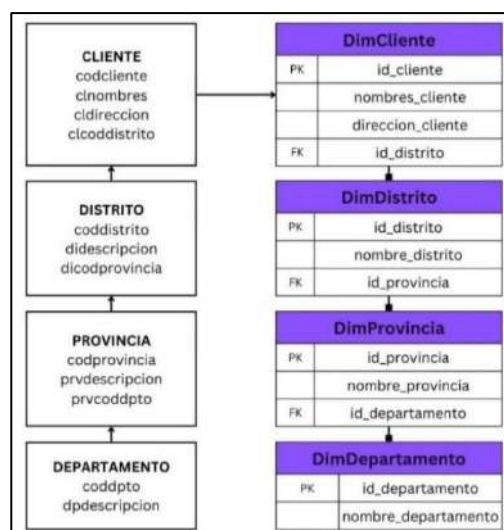 CLIENTE
codcliente
clnombres
cldireccion
clcoddistrito
DISTRITO
coddistrito
didescripcion
dicodprovincia
PROVINCIA
codprovincia
prvdescripcion
prvcoddpto
DEPARTAMENTO
coddpto
dpdescripcion
DimCliente
PK id_cliente
nombres_cliente
direccion_cliente
FK id_distrito
DimDistrito
PK id_distrito
nombre_distrito
FK id_provincia
DimProvincia
PK id_provincia
nombre_provincia
FK id_departamento
DimDepartamento
PK id_departamento
nombre_departamento